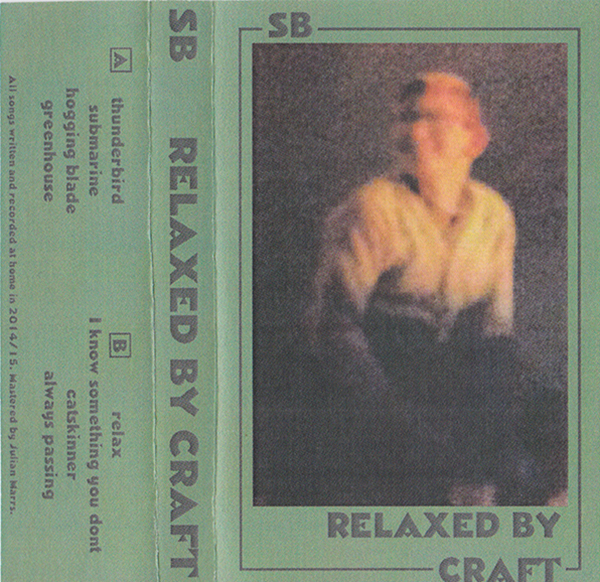 SB
RELAXED BY
CRAFT
SB RELAXED BY CRAFT
A
thunderbird
submarine
hogging blade
greenhouse
B
relax
i know something you dont
catskinner
always passing
All songs written and recorded at home in 2014/15. Mastered by Julian Marrs.